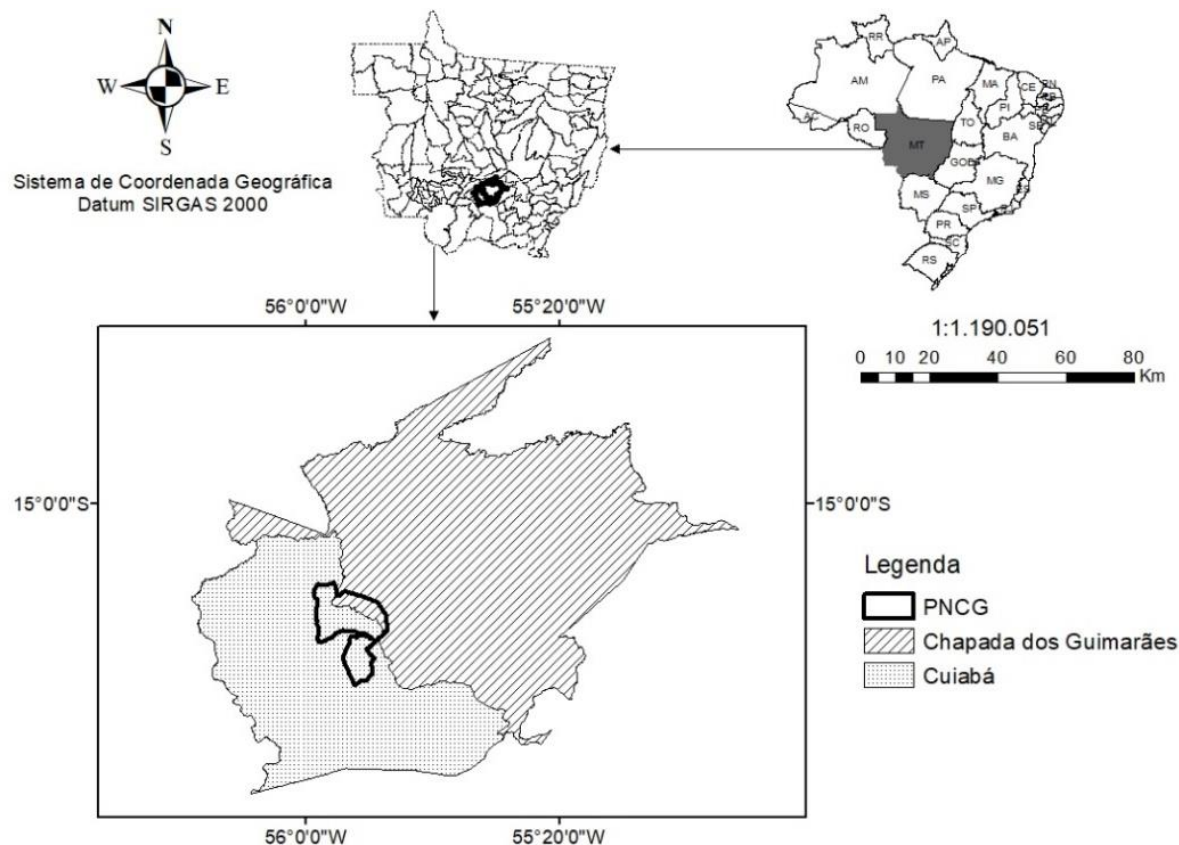 N
W
E
S
Sistema de Coordenada Geográfica
Datum SIRGAS 2000
RR
AP
AM
PA
MA
CE
RN
PI
AC
RO
TO
SE
BA
MT
GO
MG
MS
ES
SP
PR
SC
RS
56°0'0"W
55°20'0"W
1:1.190.051
0 10 20 40 60 80
Km
15°0'0"S
15°0'0"S
Legenda
PNCG
Chapada dos Guimarães
Cuiabá
56°0'0"W
55°20'0"W